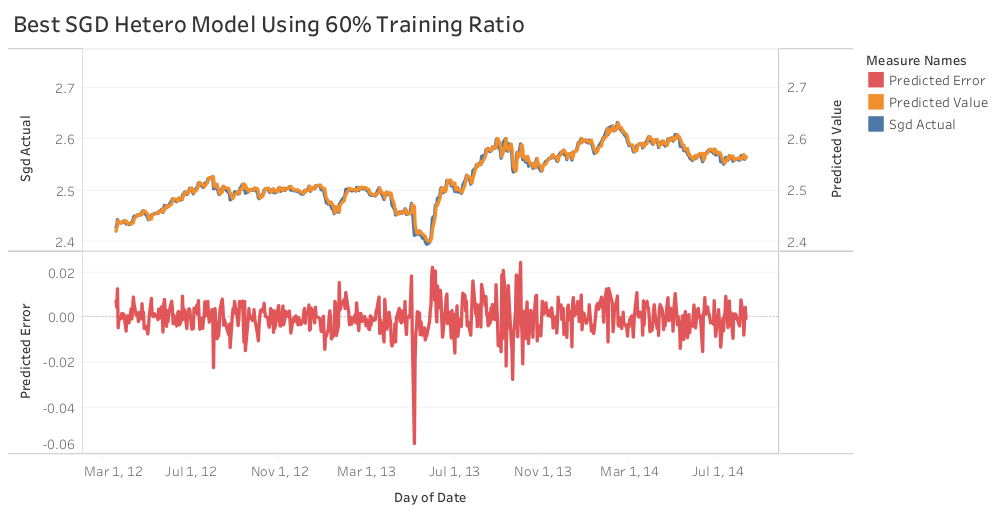 Best SGD Hetero Model Using 60% Training Ratio
Measure Names
Predicted Error
Predicted Value
Sgd Actual
Sgd Actual
2.7
2.6
2.5
2.4
2.7
2.6
2.5
2.4
Predicted Value
Predicted Error
0.02
0.00
-0.02
-0.04
-0.06
Mar 1, 12 Jul 1, 12 Nov 1, 12 Mar 1, 13 Jul 1, 13 Nov 1, 13 Mar 1, 14 Jul 1, 14
Day of Date